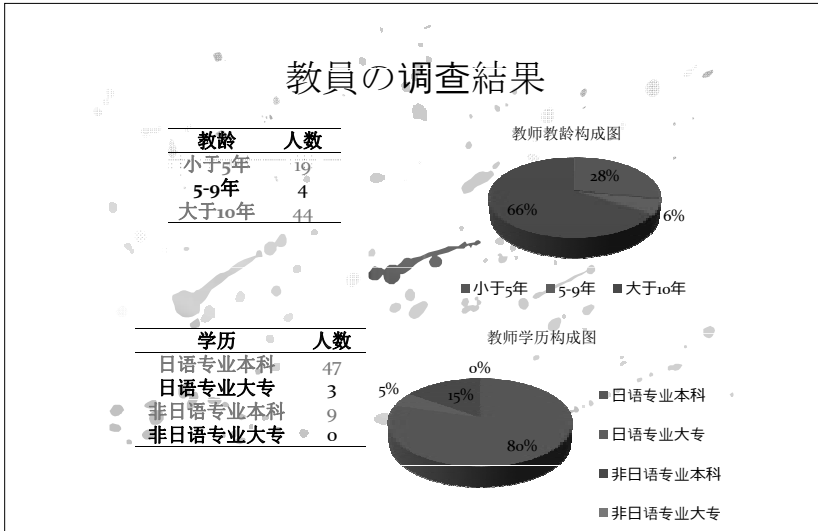 教員の调查結果
教龄 人数
小于5年 19
5-9年 4
大于10年 44
教师教龄构成图
28%
66%
6%
小于5年 5-9年 大于10年
学历 人数
日语专业本科 47
日语专业大专 3
非日语专业本科 9
非日语专业大专 0
教师学历构成图
0%
5%
15%
80%
日语专业本科
日语专业大专
非日语专业本科
非日语专业大专